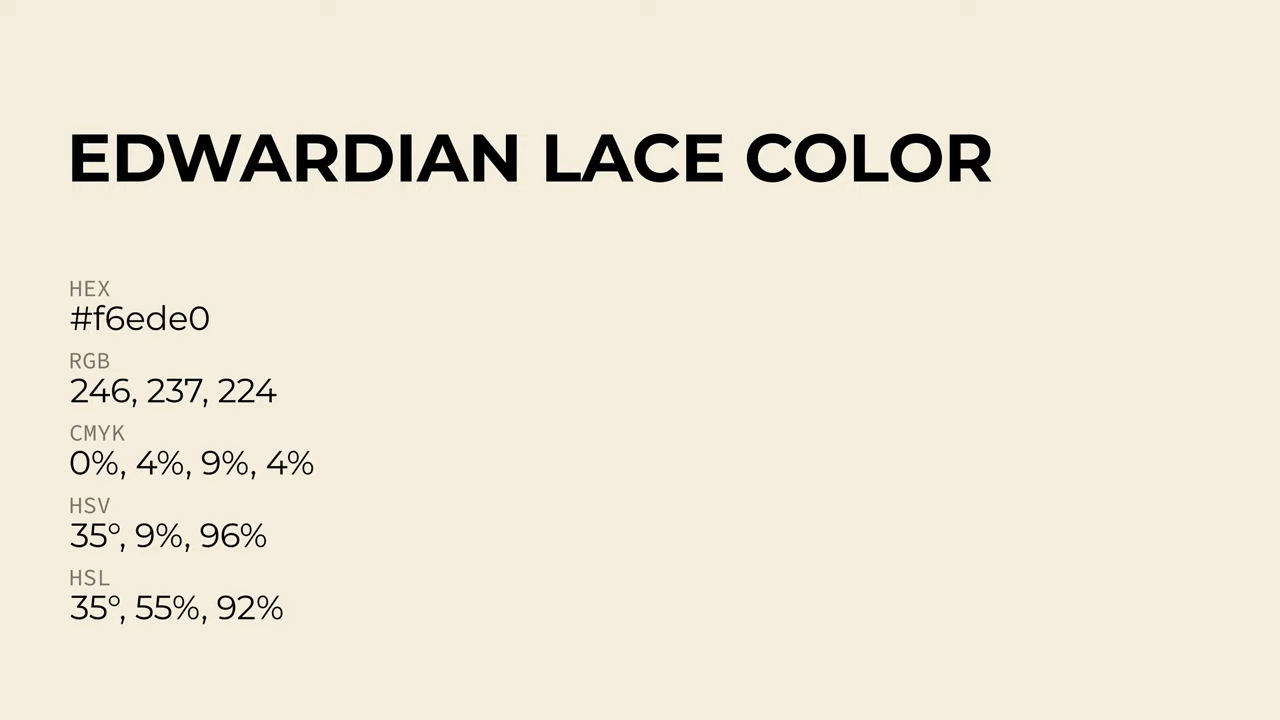 EDWARDIAN LACE COLOR
HEX
#f6ede0
RGB
246, 237, 224
CMYK
0%, 4%, 9%, 4%
HSV
35°, 9%, 96%
HSL
35°, 55%, 92%